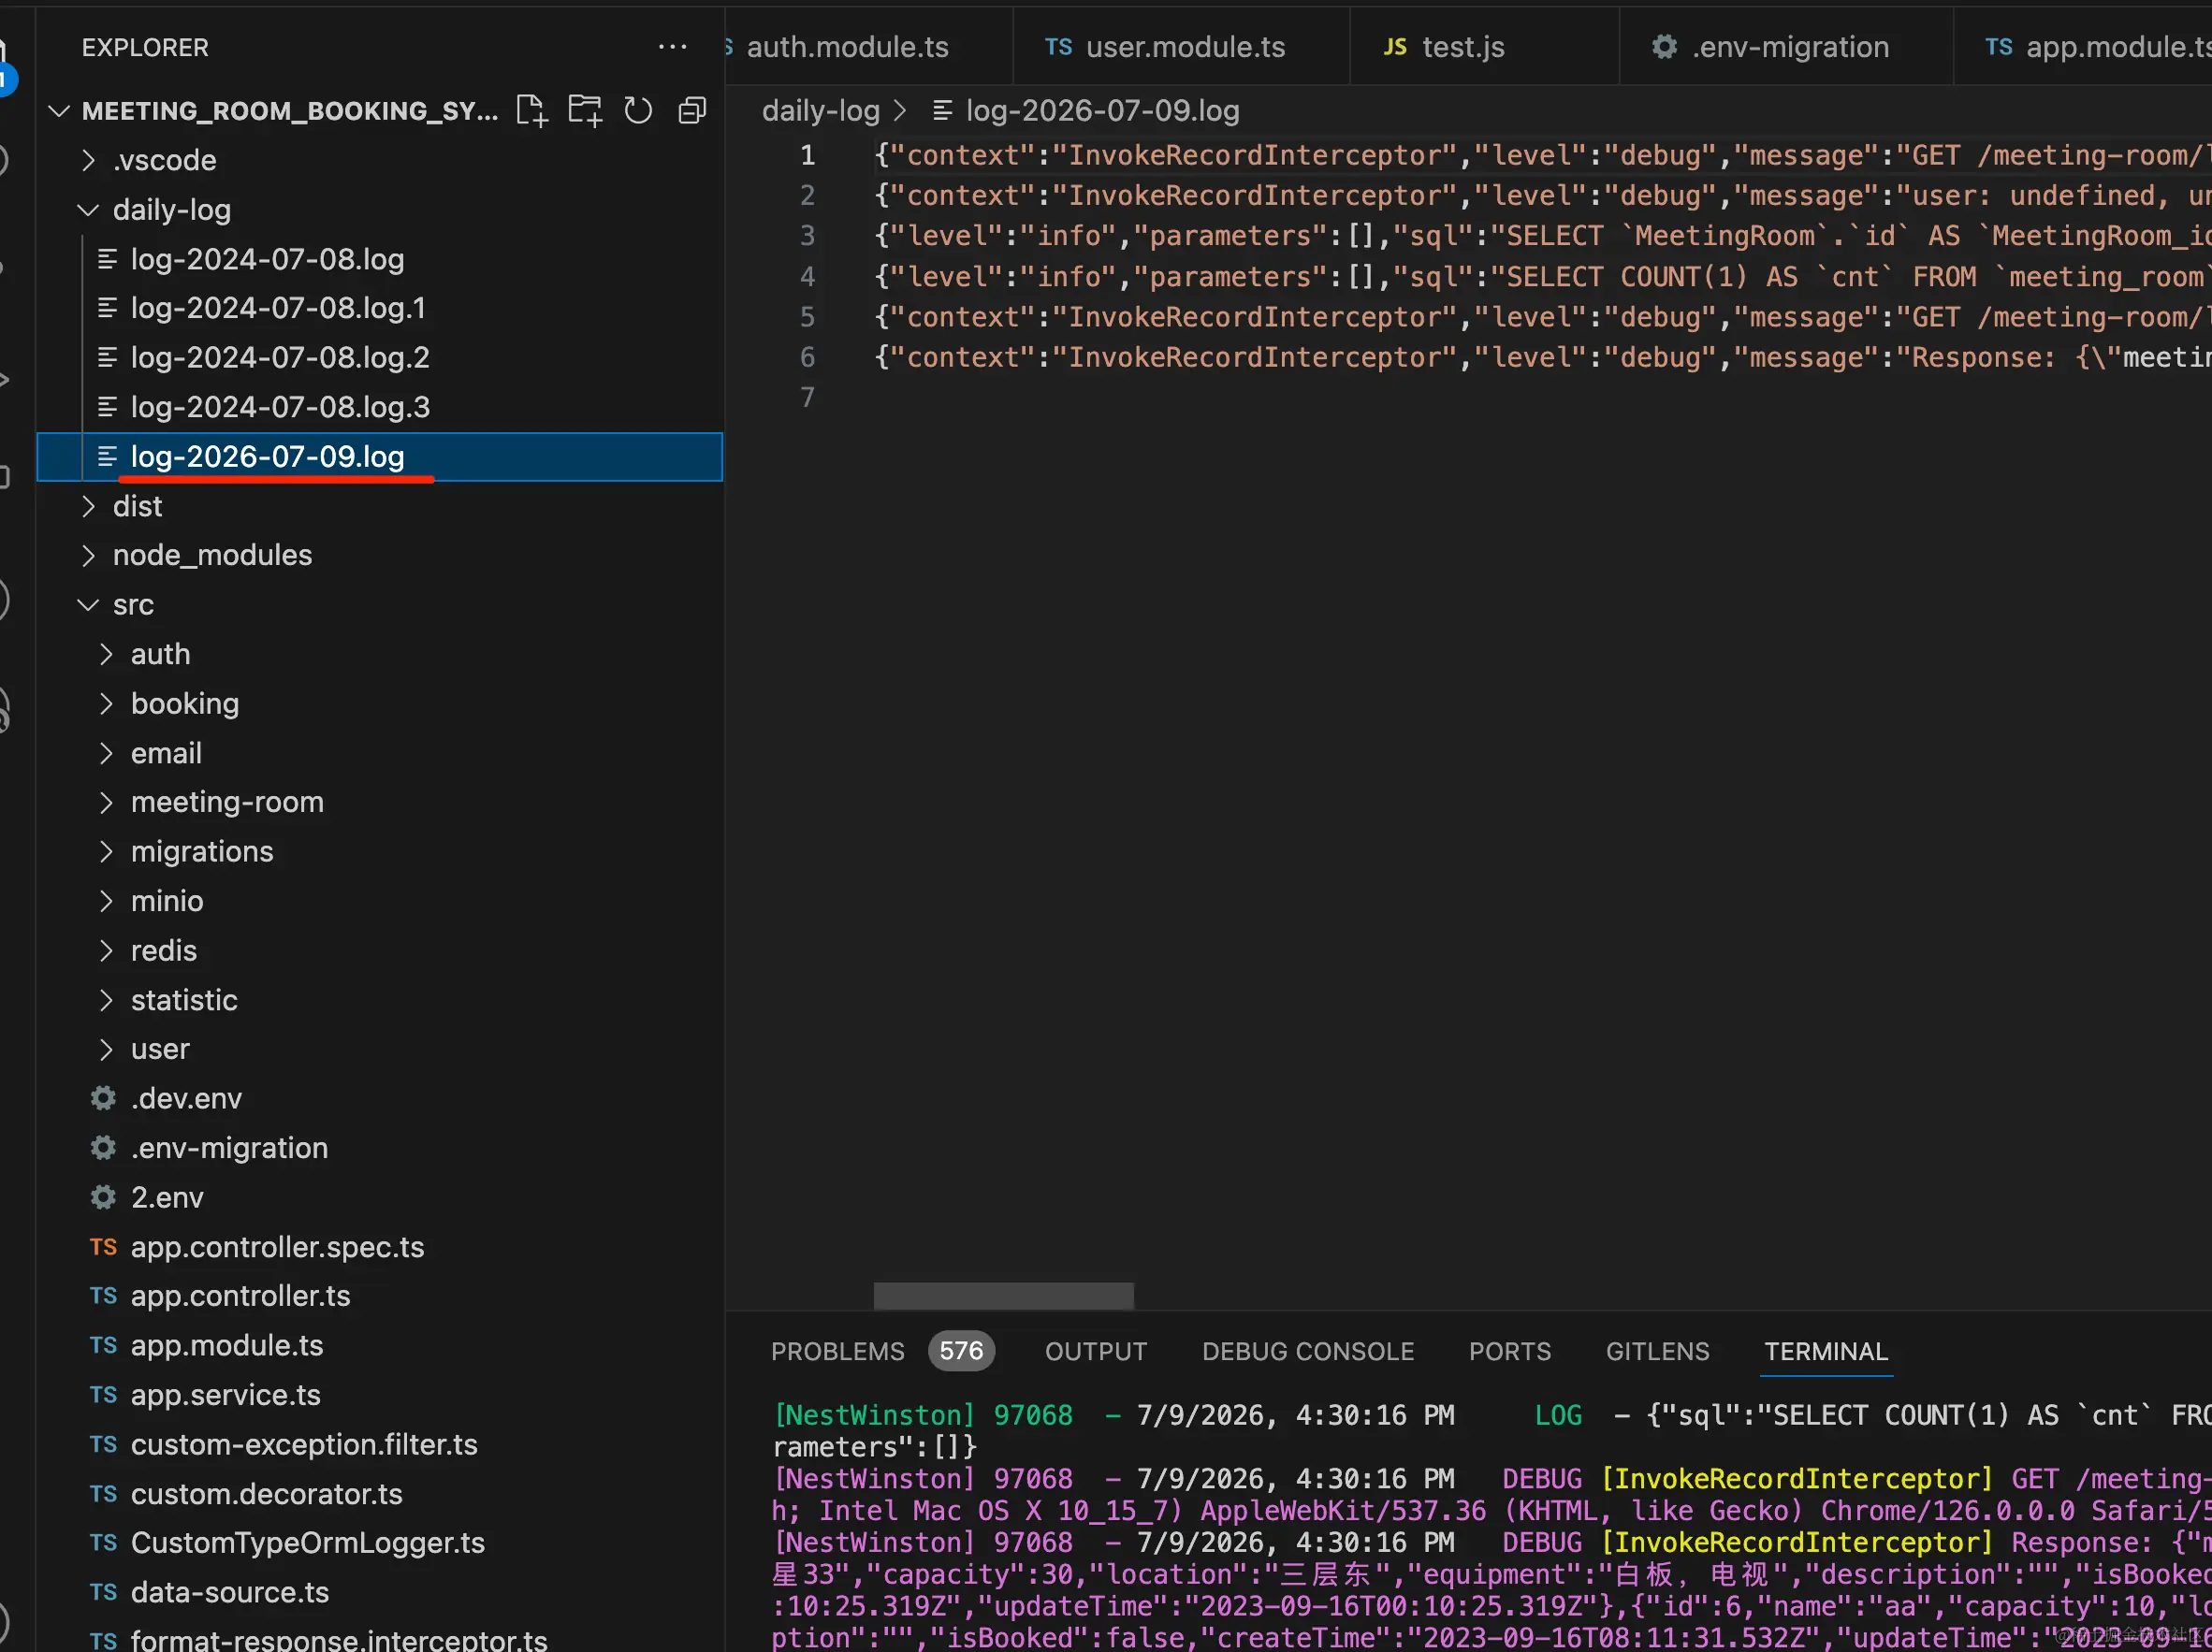 EXPLORER
MEETING_ROOM_BOOKING_SY...
.vscode
daily-log
log-2024-07-08.log
log-2024-07-08.log.1
log-2024-07-08.log.2
log-2024-07-08.log.3
log-2026-07-09.log
dist
node_modules
src
auth
booking
email
meeting-room
migrations
minio
redis
statistic
user
.dev.env
.env-migration
2.env
TS app.controller.spec.ts
TS app.controller.ts
TS app.module.ts
TS app.service.ts
TS custom-exception.filter.ts
TS custom.decorator.ts
TS CustomTypeOrmLogger.ts
TS data-source.ts
TS format-response.interceptor.ts
auth.module.ts TS user.module.ts JS test.js .env-migration TS app.module.ts
daily-log > log-2026-07-09.log
1 {"context":"InvokeRecordInterceptor","level":"debug","message":"GET /meeting-room/
2 {"context":"InvokeRecordInterceptor","level":"debug","message":"user: undefined,
3 {"level":"info","parameters":[],"sql":"SELECT `MeetingRoom`.`id` AS `MeetingRoom_id
4 {"level":"info","parameters":[],"sql":"SELECT COUNT(1) AS `cnt` FROM `meeting_room`
5 {"context":"InvokeRecordInterceptor","level":"debug","message":"GET /meeting-room/
6 {"context":"InvokeRecordInterceptor","level":"debug","message":"Response: {\"meetin
7
PROBLEMS 576 OUTPUT DEBUG CONSOLE PORTS GITLENS TERMINAL
[NestWinston] 97068 - 7/9/2026, 4:30:16 PM LOG - {"sql":"SELECT COUNT(1) AS `cnt` FRO
rameters":[]}
[NestWinston] 97068 - 7/9/2026, 4:30:16 PM DEBUG [InvokeRecordInterceptor] GET /meeting-
h; Intel Mac OS X 10_15_7) AppleWebKit/537.36 (KHTML, like Gecko) Chrome/126.0.0.0 Safari/5
[NestWinston] 97068 - 7/9/2026, 4:30:16 PM DEBUG [InvokeRecordInterceptor] Response: {"m
星33","capacity":30,"location":"三层东","equipment":"白板，电视","description":"","isBooked
:10:25.319Z","updateTime":"2023-09-16T00:10:25.319Z"},{"id":6,"name":"aa","capacity":10,"lo
ption":"","isBooked":false,"createTime":"2023-09-16T08:11:31.532Z","updateTime":"